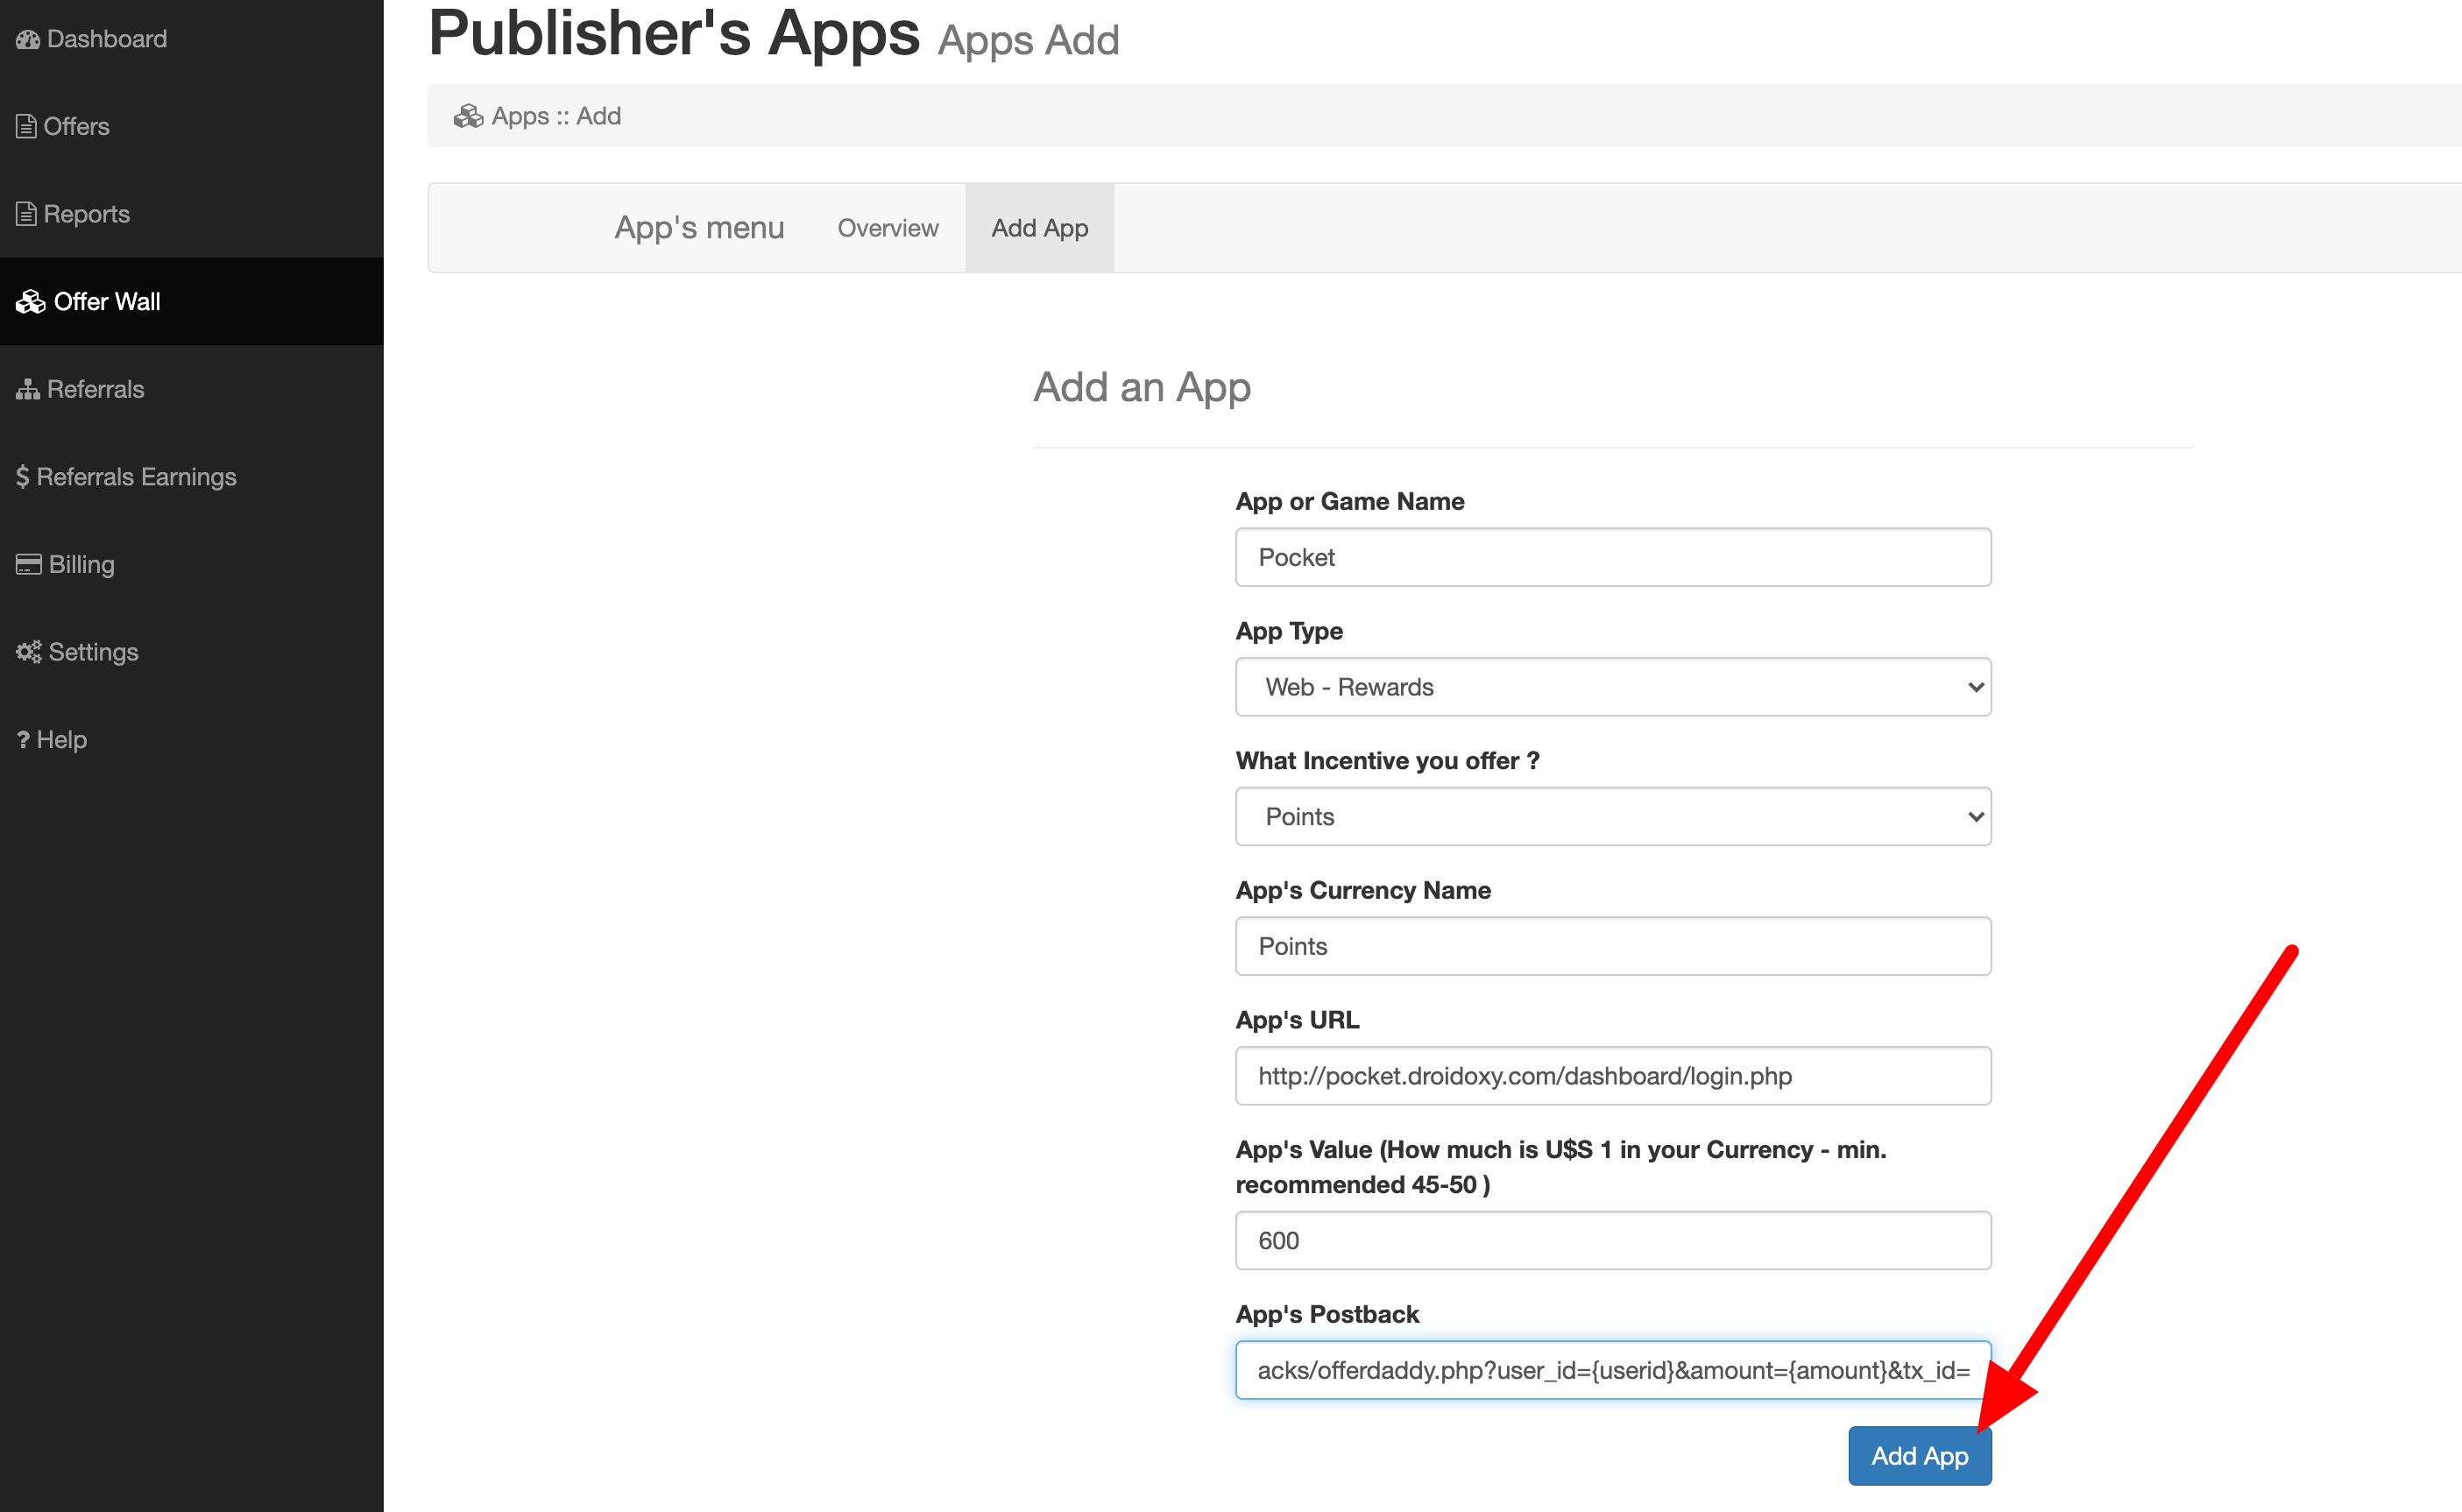 Dashboard
Offers
Reports
Offer Wall
Referrals
$ Referrals Earnings
Billing
Settings
? Help
Publisher's Apps Apps Add
Apps :: Add
App's menu Overview Add App
Add an App
App or Game Name
Pocket
App Type
Web - Rewards
What Incentive you offer ?
Points
App's Currency Name
Points
App's URL
http://pocket.droidoxy.com/dashboard/login.php
App's Value (How much is U$S 1 in your Currency - min.
recommended 45-50 )
600
App's Postback
acks/offerdaddy.php?user_id={userid}&amount={amount}&tx_id=
Add App